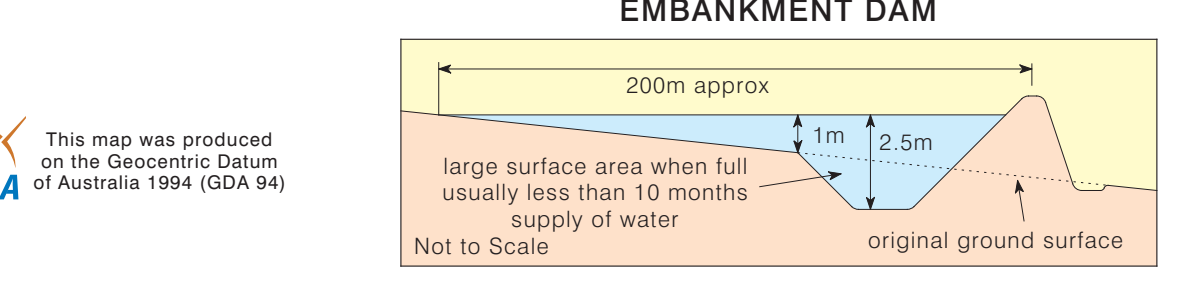 EMBANKMENT DAM
200m approx
This map was produced
on the Geocentric Datum
of Australia 1994 (GDA 94)
A
1m
2.5m
large surface area when full
usually less than 10 months
supply of water
Not to Scale
original ground surface